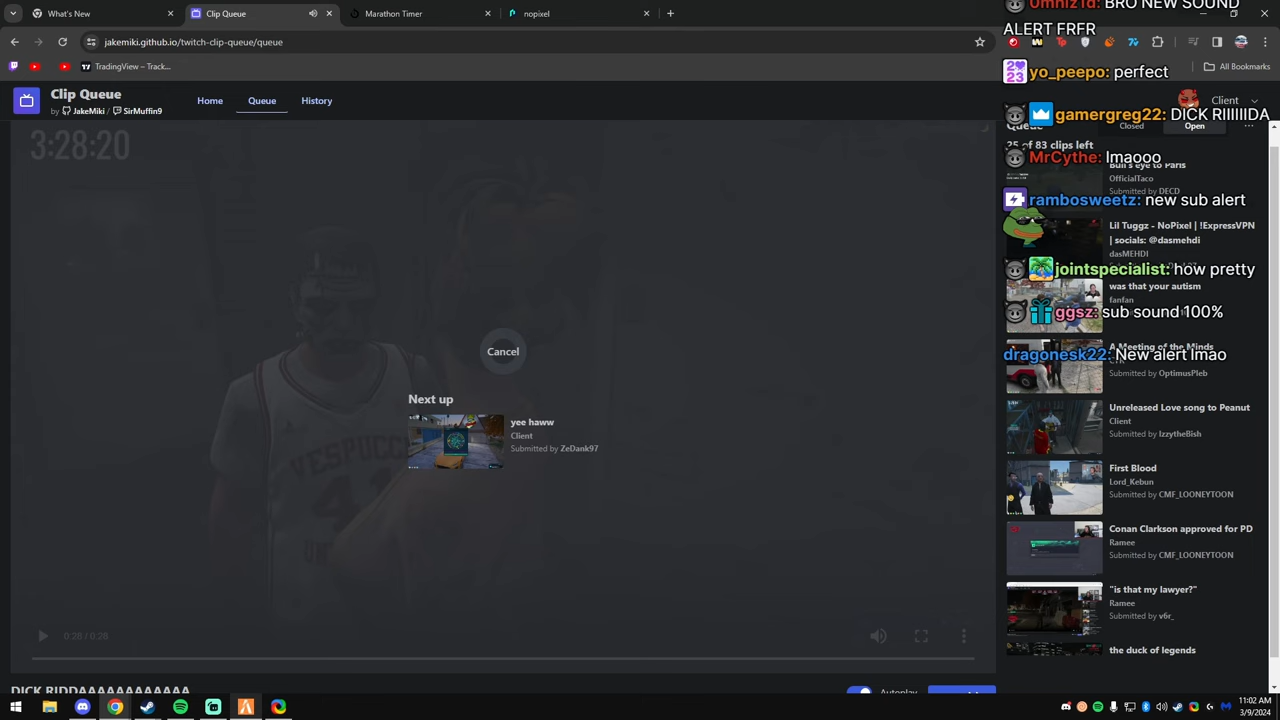 What's New
Clip Queue
Marathon Timer
nopixel
jakemiki.github.io/twitch-clip-queue/queue
TradingView – Track...
All Bookmarks
Clip Queue
by JakeMiki / SirMuffin9
Home
Queue
History
Client
3:28:20
Cancel
Next up
yee haww
Client
Submitted by ZeDank97
0:28 / 0:28
DICK RIDDAAAAAAAAAAA
Autoplay
Queue
Closed
Open
25 of 83 clips left
Bull's eye to Paris
OfficialTaco
Submitted by DECD
Lil Tuggz - NoPixel | !ExpressVPN
| socials: @dasmehdi
dasMEHDI
was that your autism
fanfan
A Meeting of the Minds
Submitted by OptimusPleb
Unreleased Love song to Peanut
Client
Submitted by IzzytheBish
First Blood
Lord_Kebun
Submitted by CMF_LOONEYTOON
Conan Clarkson approved for PD
Ramee
Submitted by CMF_LOONEYTOON
"is that my lawyer?"
Ramee
Submitted by v6r_
the duck of legends
0mniz1d: BRO NEW SOUND
ALERT FRFR
yo_peepo: perfect
gamergreg22: DICK RIIIIIDA
MrCythe: lmaooo
rambosweetz: new sub alert
jointspecialist: how pretty
ggsz: sub sound 100%
dragonesk22: New alert lmao
11:02 AM
3/9/2024